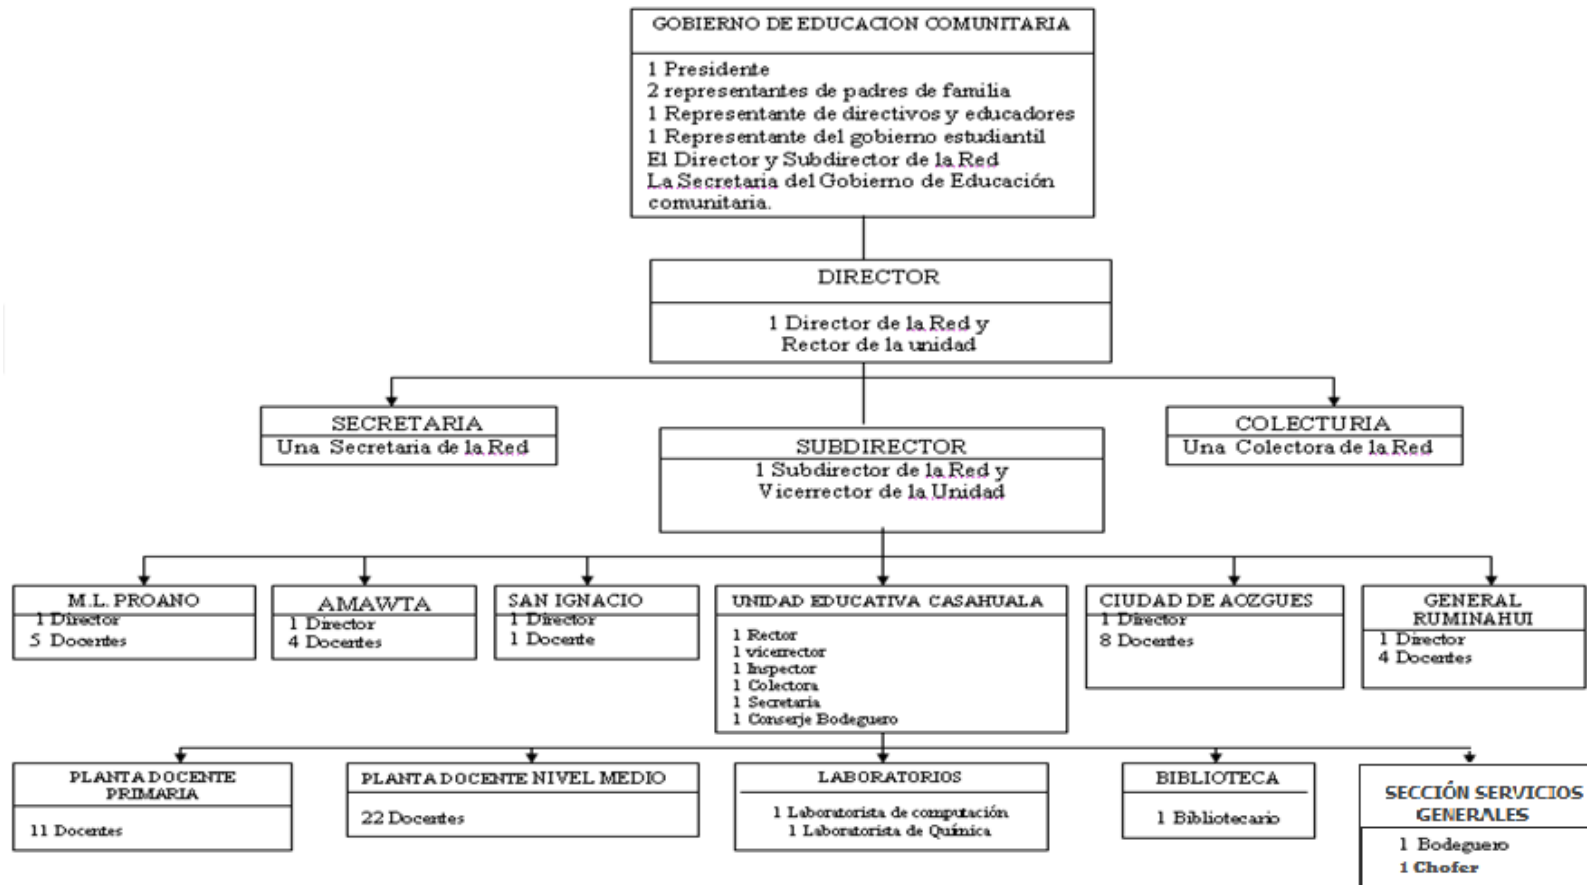 GOBIERNO DE EDUCACION COMUNITARIA
1 Presidente
2 representantes de padres de familia
1 Representante de directivos y educadores
1 Representante del gobierno estudiantil
El Director y Subdirector de la Red
La Secretaria del Gobierno de Educación
comunitaria.
DIRECTOR
1 Director de la Red y
Rector de la unidad
SECRETARIA
Una Secretaria de la Red
SUBDIRECTOR
1 Subdirector de la Red y
Vicerrector de la Unidad
COLECTURIA
Una Colectora de la Red
M.L. PROANO
1 Director
5 Docentes
AMAWTA
1 Director
4 Docentes
SAN IGNACIO
1 Director
1 Docente
UNIDAD EDUCATIVA CASAHUALA
1 Rector
1 vicerrector
1 Inspector
1 Colectora
1 Secretaria
1 Conserje Bodeguero
CIUDAD DE AOZGUES
1 Director
8 Docentes
GENERAL
RUMINAHUI
1 Director
4 Docentes
PLANTA DOCENTE
PRIMARIA
11 Docentes
PLANTA DOCENTE NIVEL MEDIO
22 Docentes
LABORATORIOS
1 Laboratorista de computación
1 Laboratorista de Química
BIBLIOTECA
1 Bibliotecario
SECCIÓN SERVICIOS
GENERALES
1 Bodeguero
1 Chofer